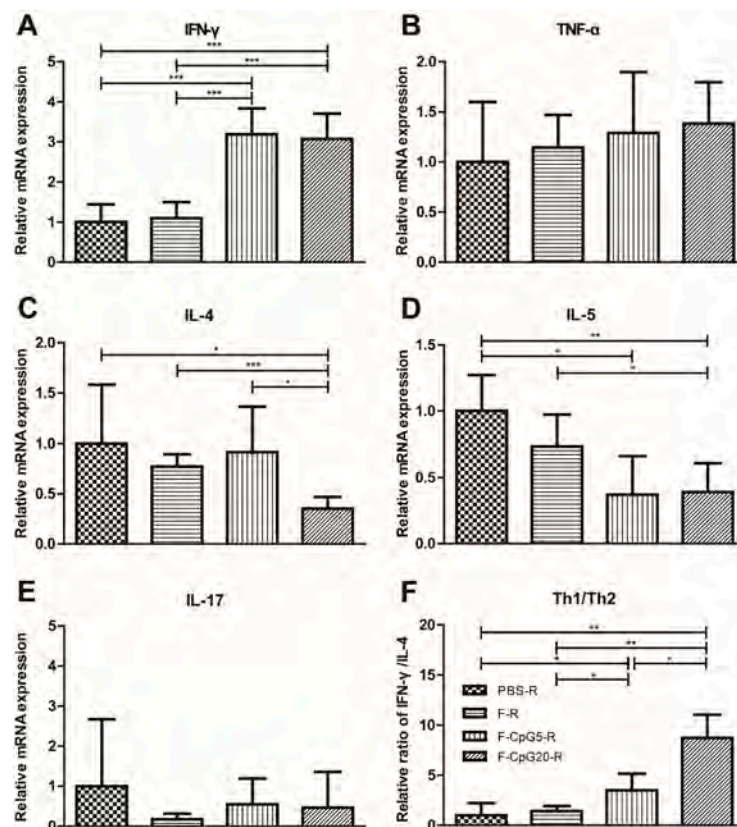 A
IFN-γ
Relative mRNA expression
5
4
3
2
1
0
***
***
***
***
B
TNF-α
Relative mRNA expression
2.0
1.5
1.0
0.5
0.0
C
IL-4
Relative mRNA expression
2.0
1.5
1.0
0.5
0.0
*
***
*
D
IL-5
Relative mRNA expression
1.5
1.0
0.5
0.0
**
*
*
E
IL-17
Relative mRNA expression
5
4
3
2
1
0
F
Th1/Th2
Relative ratio of IFN-γ /IL-4
20
15
10
5
0
**
**
*
*
*
PBS-R
F-R
F-CpG5-R
F-CpG20-R